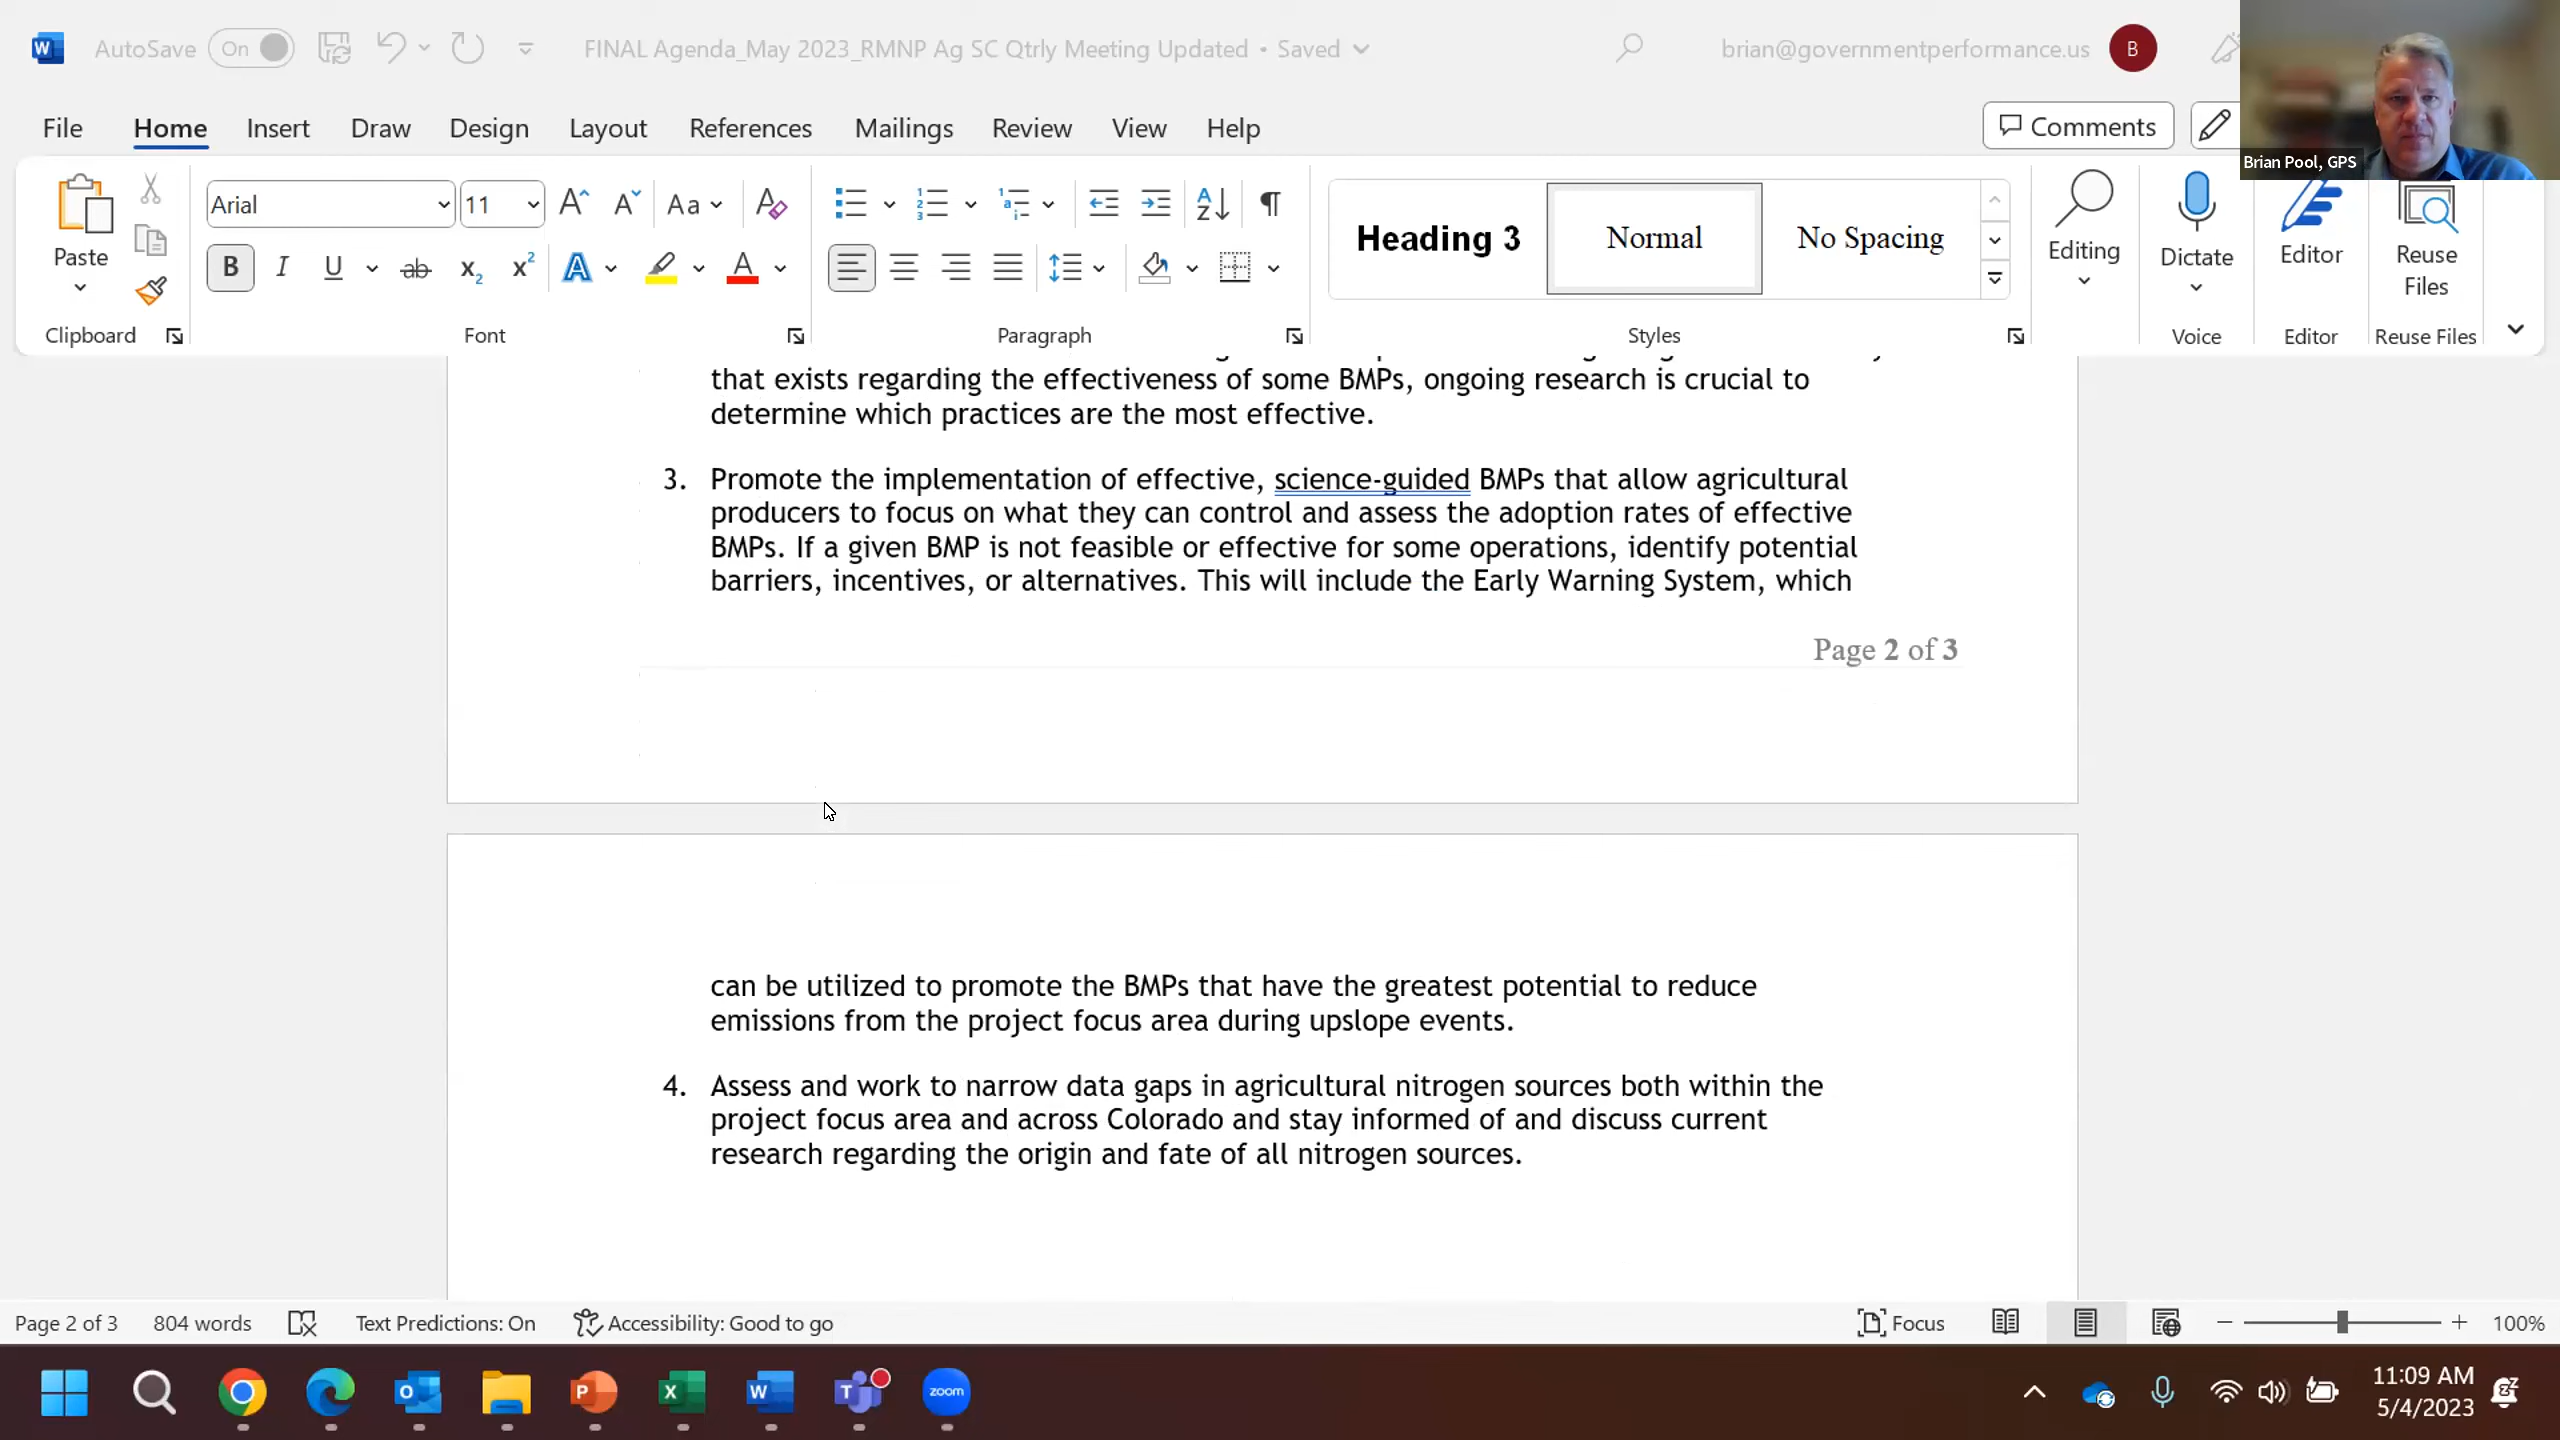 AutoSave On FINAL Agenda_May 2023_RMNP Ag SC Qtrly Meeting Updated • Saved brian@governmentperformance.us B
File Home Insert Draw Design Layout References Mailings Review View Help Comments
Brian Pool, GPS
Paste
Arial 11
Heading 3 Normal No Spacing
Editing Dictate Editor Reuse Files
Clipboard Font Paragraph Styles Voice Editor Reuse Files
that exists regarding the effectiveness of some BMPs, ongoing research is crucial to
determine which practices are the most effective.
3. Promote the implementation of effective, science-guided BMPs that allow agricultural
producers to focus on what they can control and assess the adoption rates of effective
BMPs. If a given BMP is not feasible or effective for some operations, identify potential
barriers, incentives, or alternatives. This will include the Early Warning System, which
Page 2 of 3
can be utilized to promote the BMPs that have the greatest potential to reduce
emissions from the project focus area during upslope events.
4. Assess and work to narrow data gaps in agricultural nitrogen sources both within the
project focus area and across Colorado and stay informed of and discuss current
research regarding the origin and fate of all nitrogen sources.
Page 2 of 3 804 words Text Predictions: On Accessibility: Good to go Focus 100%
zoom
11:09 AM
5/4/2023